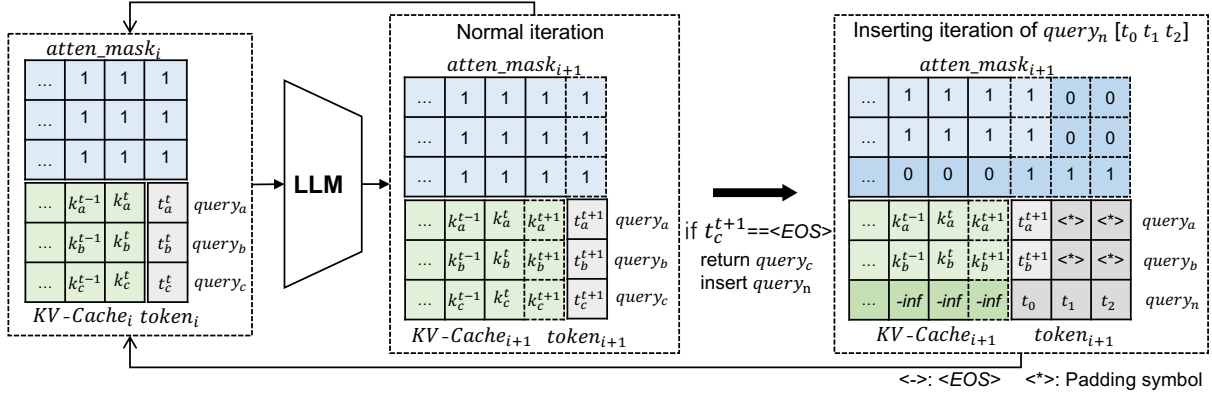 atten_mask_i
... 1 1 1
... 1 1 1
... 1 1 1
... k_a^{t-1} k_a^t t_a^t query_a
... k_b^{t-1} k_b^t t_b^t query_b
... k_c^{t-1} k_c^t t_c^t query_c
KV-Cache_i token_i
LLM
Normal iteration
atten_mask_{i+1}
... 1 1 1 1
... 1 1 1 1
... 1 1 1 1
... k_a^{t-1} k_a^t k_a^{t+1} t_a^{t+1} query_a
... k_b^{t-1} k_b^t k_b^{t+1} t_b^{t+1} query_b
... k_c^{t-1} k_c^t k_c^{t+1} t_c^{t+1} query_c
KV-Cache_{i+1} token_{i+1}
if t_c^{t+1}==<EOS>
return query_c
insert query_n
Inserting iteration of query_n [t_0 t_1 t_2]
atten_mask_{i+1}
... 1 1 1 1 0 0
... 1 1 1 1 0 0
... 0 0 0 1 1 1
... k_a^{t-1} k_a^t k_a^{t+1} t_a^{t+1} <*> <*> query_a
... k_b^{t-1} k_b^t k_b^{t+1} t_b^{t+1} <*> <*> query_b
... -inf -inf -inf t_0 t_1 t_2 query_n
KV-Cache_{i+1} token_{i+1}
<->: <EOS> <*>: Padding symbol